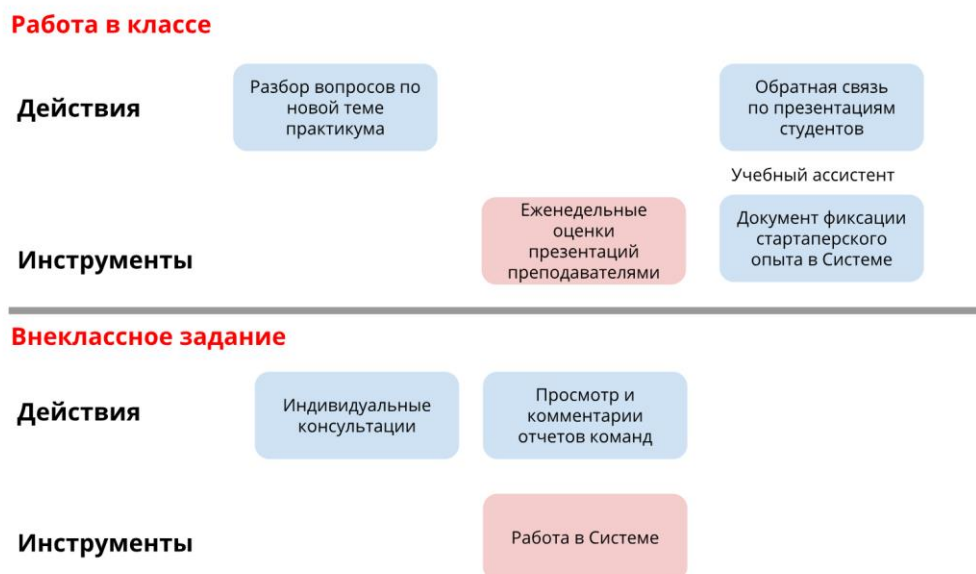 Работа в классе
Действия
Разбор вопросов по
новой теме
практикума
Обратная связь
по презентациям
студентов
Учебный ассистент
Инструменты
Еженедельные
оценки
презентаций
преподавателями
Документ фиксации
стартаперского
опыта в Системе
Внеклассное задание
Действия
Индивидуальные
консультации
Просмотр и
комментарии
отчетов команд
Инструменты
Работа в Системе